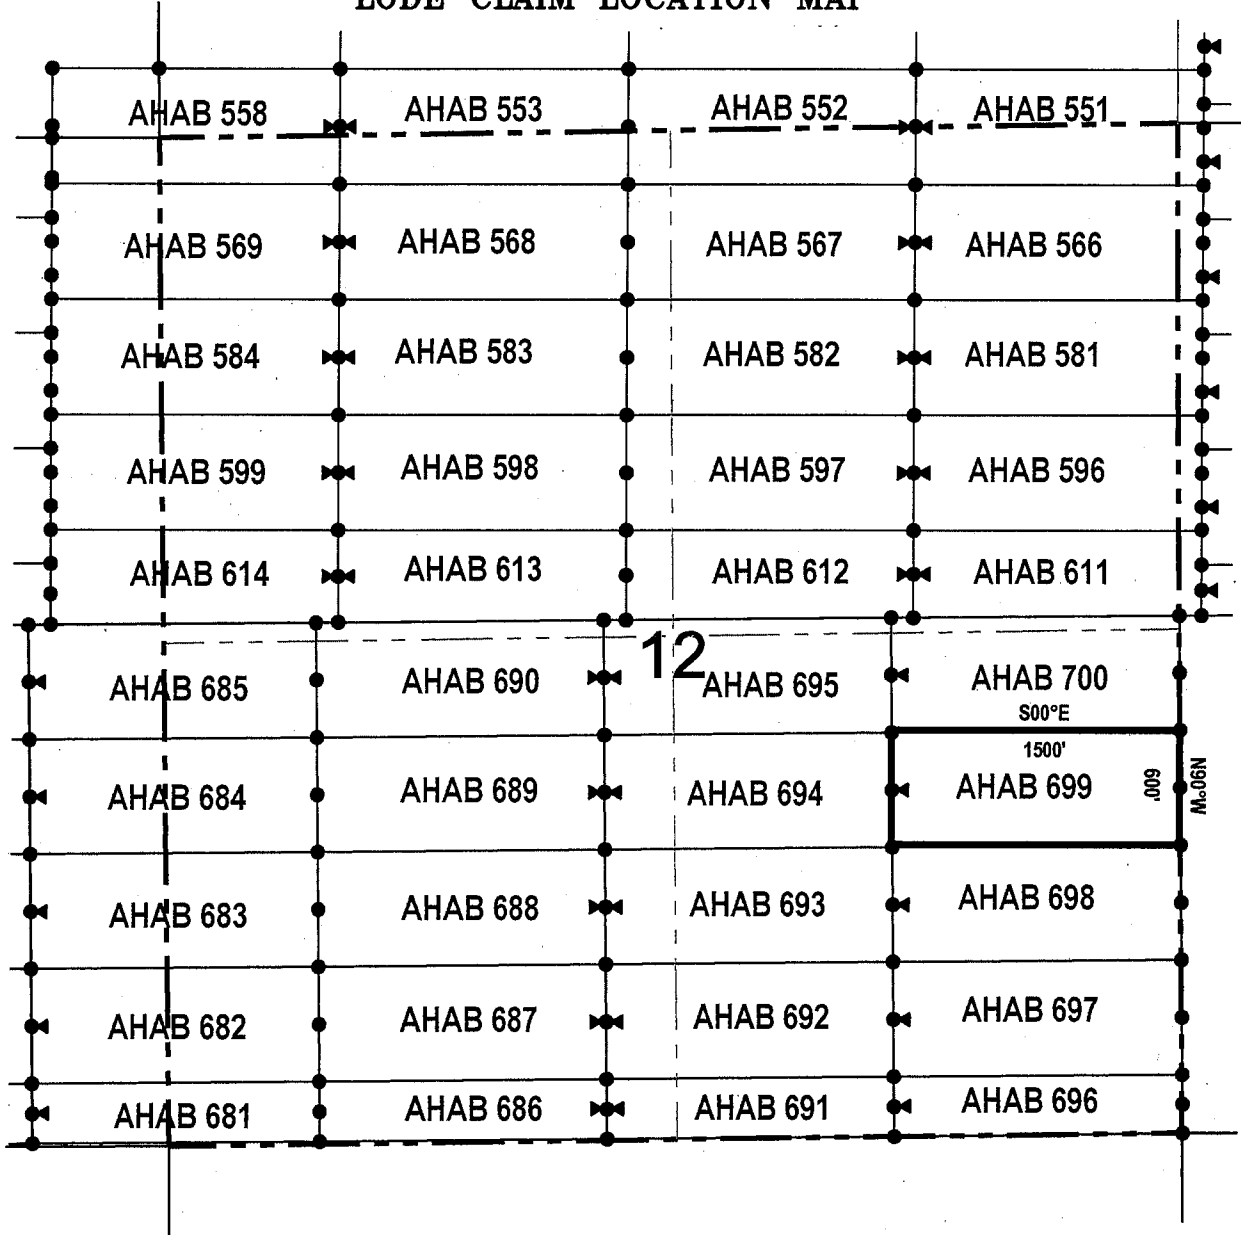 LODE CLAIM LOCATION MAP
AHAB 558 AHAB 553 AHAB 552 AHAB 551
AHAB 569 AHAB 568 AHAB 567 AHAB 566
AHAB 584 AHAB 583 AHAB 582 AHAB 581
AHAB 599 AHAB 598 AHAB 597 AHAB 596
AHAB 614 AHAB 613 AHAB 612 AHAB 611
12
AHAB 685 AHAB 690 AHAB 695 AHAB 700
S00°E
1500'
AHAB 684 AHAB 689 AHAB 694 AHAB 699 600' N90°W
AHAB 683 AHAB 688 AHAB 693 AHAB 698
AHAB 682 AHAB 687 AHAB 692 AHAB 697
AHAB 681 AHAB 686 AHAB 691 AHAB 696